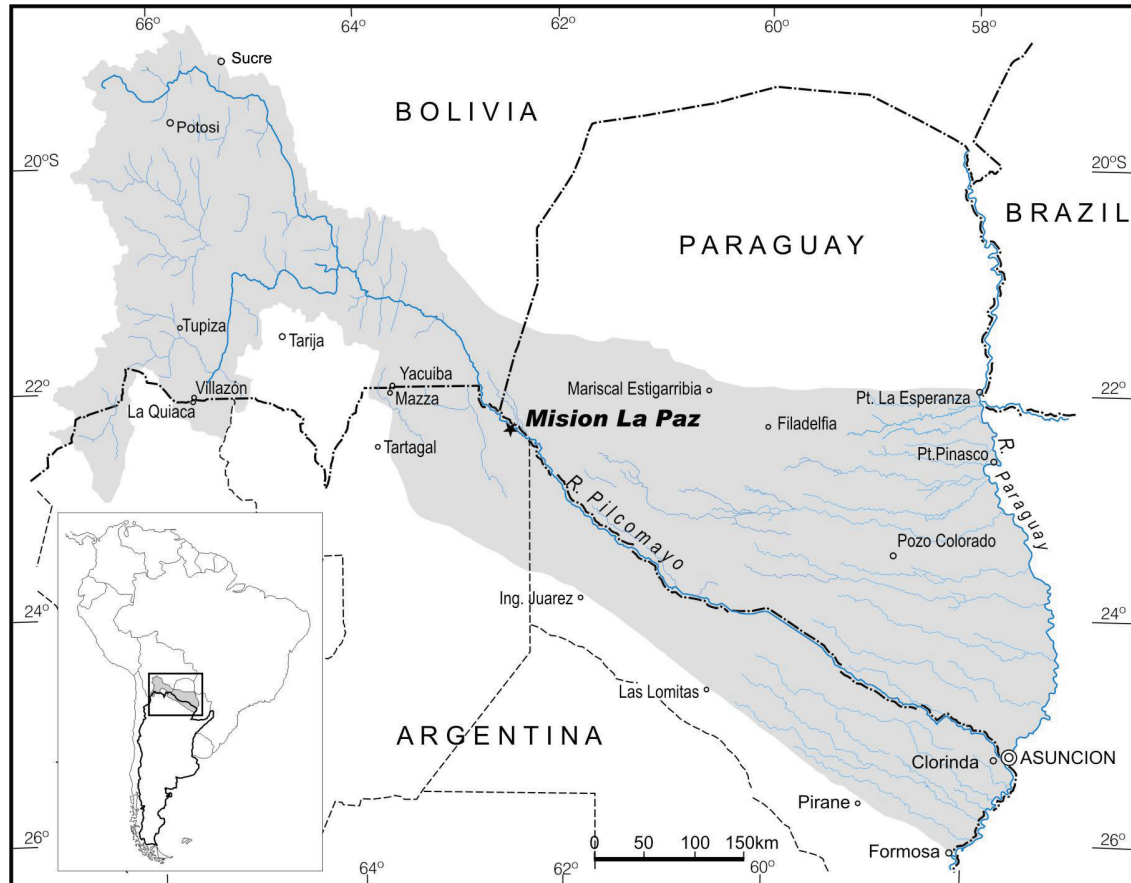 66°
64°
62°
60°
58°
Sucre
BOLIVIA
Potosi
20°S
20°
BRAZIL
PARAGUAY
Tupiza
Tarija
Yacuiba
Mariscal Estigarribia
22°
Villazón
Mazza
Pt. La Esperanza
22°
La Quiaca
Mision La Paz
Filadelfia
Tartagal
Pt.Pinasco
R. Paraguay
R. Pilcomayo
Pozo Colorado
Ing. Juarez
24°
24°
Las Lomitas
ARGENTINA
Clorinda
ASUNCION
Pirane
26°
0 50 100 150km
Formosa
26°
66°
64°
62°
60°
58°